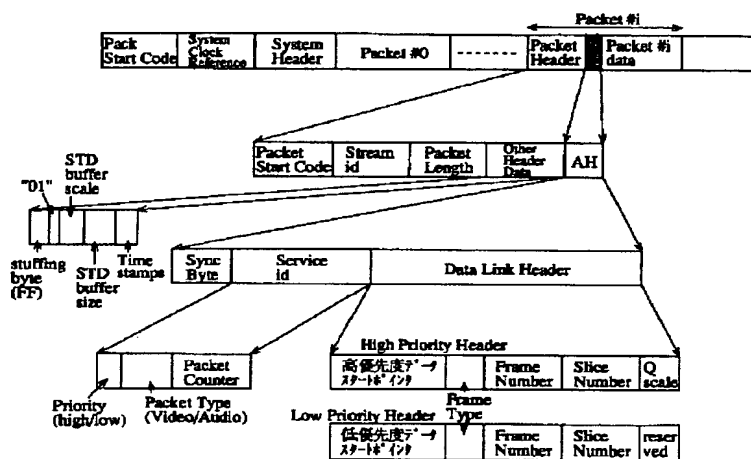 Packet #i
Pack
Start Code
System
Clock
Reference
System
Header
Packet #0
Packet
Header
Packet #i
data
Packet
Start Code
Stream
id
Packet
Length
Other
Header
Data
AH
STD
buffer
scale
"01"
stuffing
byte
(FF)
STD
buffer
size
Time
stamps
Sync
Byte
Service
id
Data Link Header
Packet
Counter
Priority
(high/low)
Packet Type
(Video/Audio)
High Priority Header
高優先度データ
スタートポインタ
Frame
Number
Slice
Number
Q
scale
Frame
Type
Low Priority Header
低優先度データ
スタートポインタ
Frame
Number
Slice
Number
reser
ved